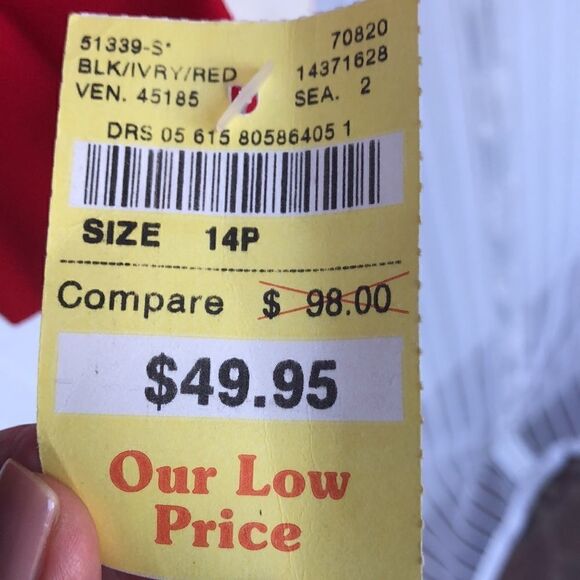 51339-S* 70820
BLK/IVRY/RED 14371628
VEN. 45185 SEA. 2
DRS 05 615 80586405 1
SIZE 14P
Compare $ 98.00
$49.95
Our Low
Price